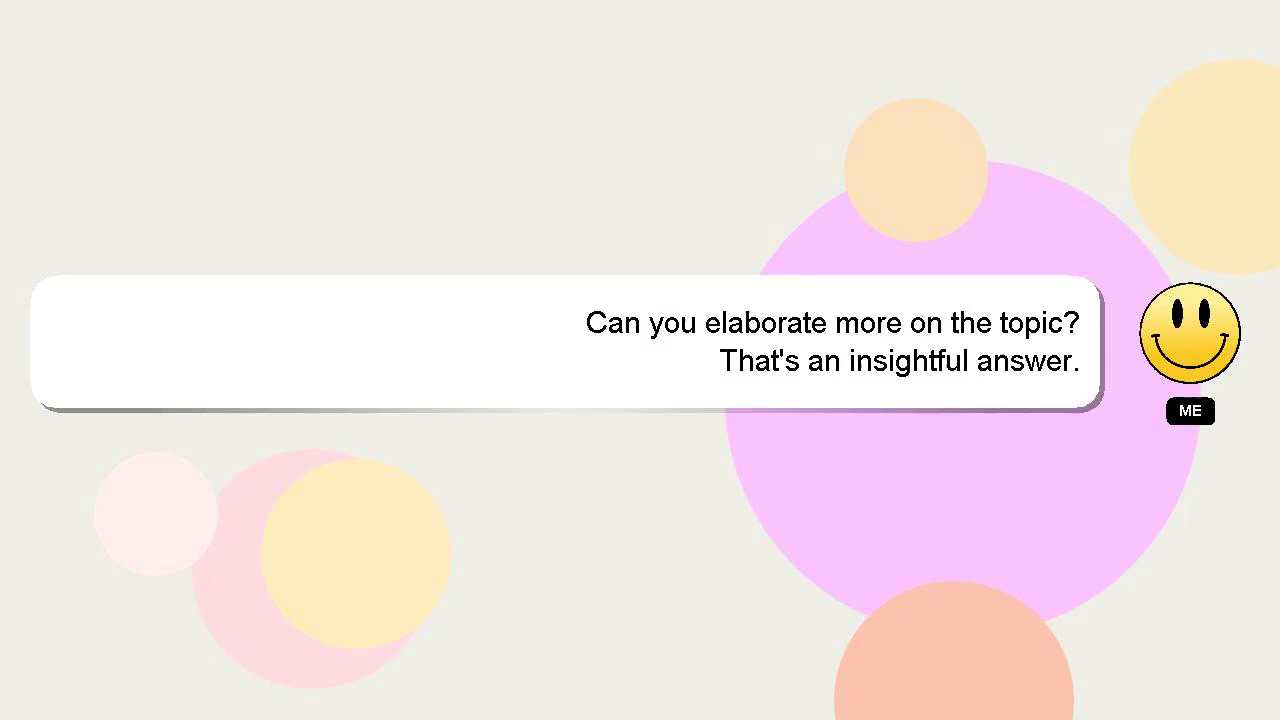 Can you elaborate more on the topic?
That's an insightful answer.
ME